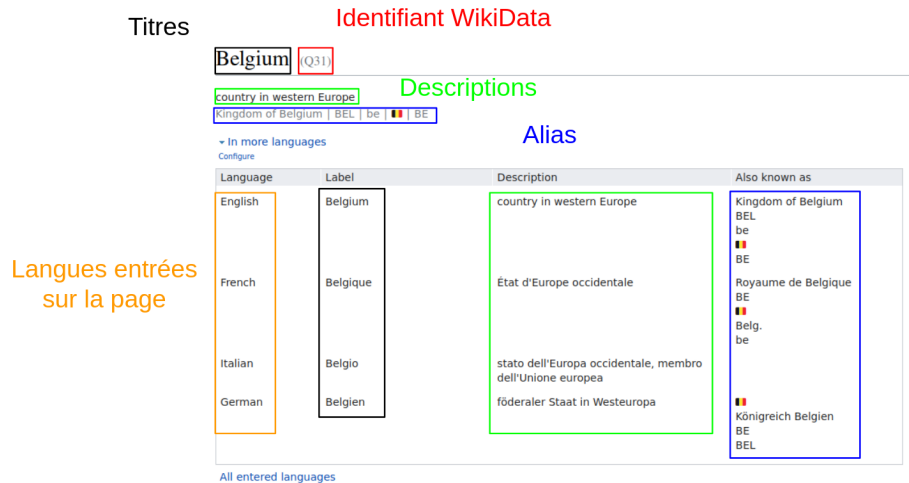 Titres
Identifiant WikiData
Belgium (Q31)
Descriptions
country in western Europe
Kingdom of Belgium | BEL | be | 🇧🇪 | BE
Alias
In more languages
Configure
Language Label Description Also known as
English Belgium country in western Europe Kingdom of Belgium
BEL
be
🇧🇪
BE
Langues entrées
sur la page
French Belgique État d'Europe occidentale Royaume de Belgique
BE
🇧🇪
Belg.
be
Italian Belgio stato dell'Europa occidentale, membro
dell'Unione europea
German Belgien föderaler Staat in Westeuropa 🇧🇪
Königreich Belgien
BE
BEL
All entered languages